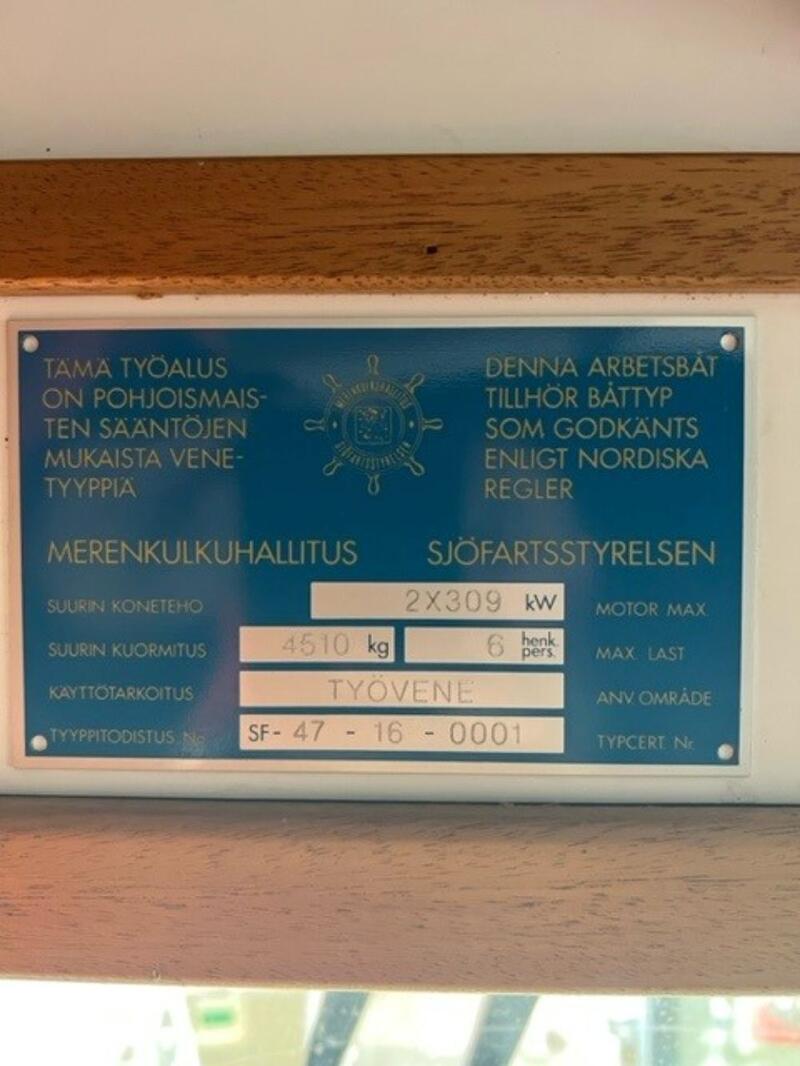 TÄMÄ TYÖALUS
ON POHJOISMAIS-
TEN SÄÄNTÖJEN
MUKAISTA VENE-
TYYPPIÄ
MERENKULKUHALLITUS
SJÖFARTSSTYRELSEN
DENNA ARBETSBÅT
TILLHÖR BÅTTYP
SOM GODKÄNTS
ENLIGT NORDISKA
REGLER
MERENKULKUHALLITUS SJÖFARTSSTYRELSEN
SUURIN KONETEHO 2X309 kW MOTOR MAX.
SUURIN KUORMITUS 4510 kg 6 henk. pers. MAX. LAST
KÄYTTÖTARKOITUS TYÖVENE ANV.OMRÅDE
TYYPPITODISTUS No SF- 47 - 16 - 0001 TYPCERT. Nr.